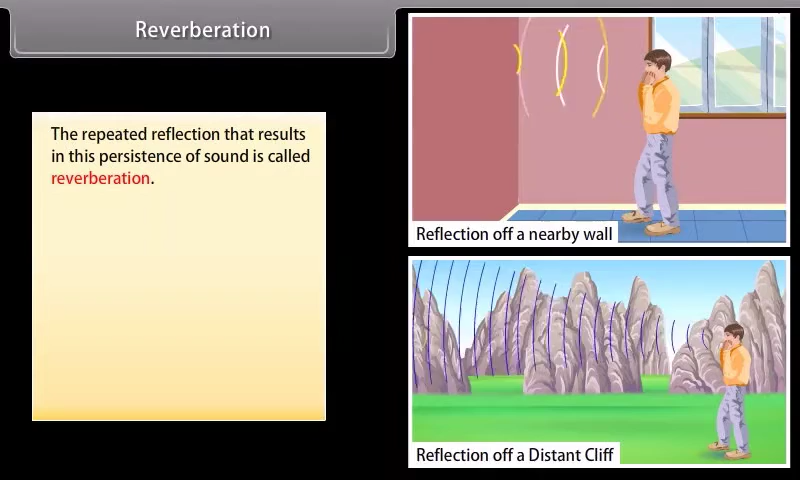 Reverberation
The repeated reflection that results
in this persistence of sound is called
reverberation.
Reflection off a nearby wall
Reflection off a Distant Cliff